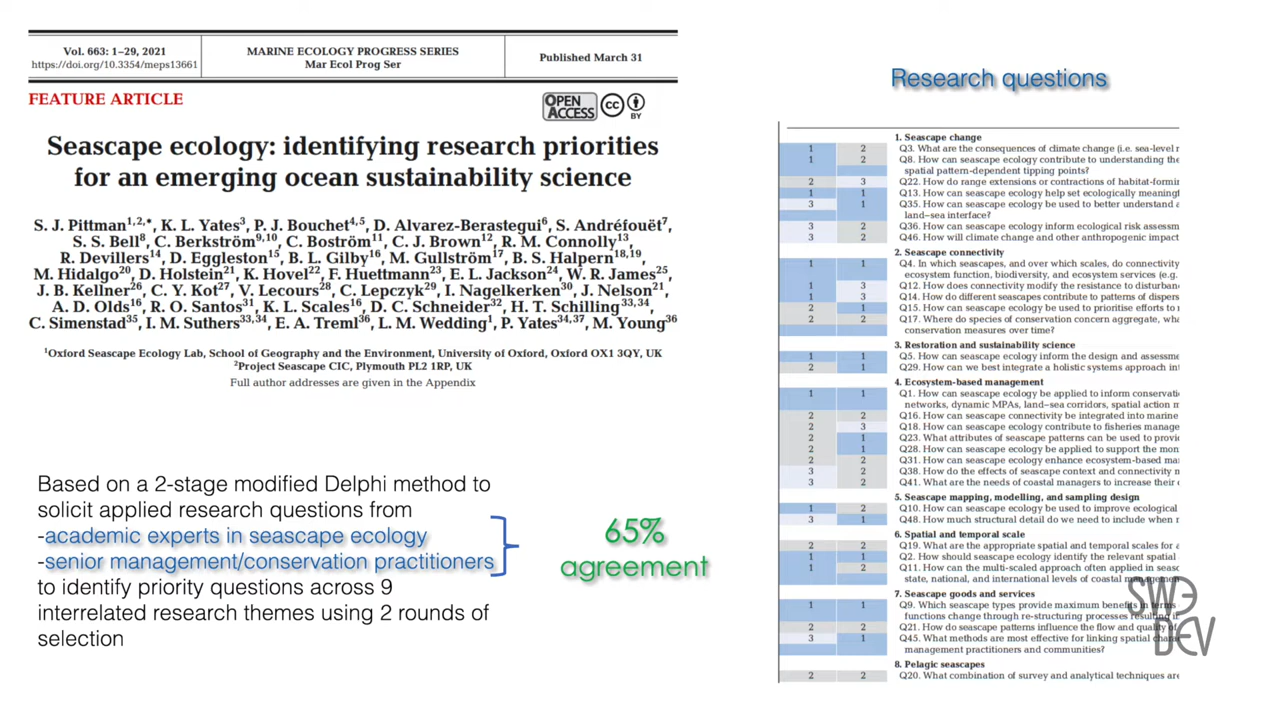 Vol. 663: 1–29, 2021
https://doi.org/10.3354/meps13661
MARINE ECOLOGY PROGRESS SERIES
Mar Ecol Prog Ser
Published March 31
FEATURE ARTICLE
OPEN ACCESS
CC
BY
Seascape ecology: identifying research priorities
for an emerging ocean sustainability science
S. J. Pittman1,2,*, K. L. Yates3, P. J. Bouchet4,5, D. Alvarez-Berastegui6, S. Andréfouët7,
S. S. Bell8, C. Berkström9,10, C. Boström11, C. J. Brown12, R. M. Connolly13,
R. Devillers14, D. Eggleston15, B. L. Gilby16, M. Gullström17, B. S. Halpern18,19,
M. Hidalgo20, D. Holstein21, K. Hovel22, F. Huettmann23, E. L. Jackson24, W. R. James25,
J. B. Kellner26, C. Y. Kot27, V. Lecours28, C. Lepczyk29, I. Nagelkerken30, J. Nelson21,
A. D. Olds16, R. O. Santos31, K. L. Scales16, D. C. Schneider32, H. T. Schilling33,34,
C. Simenstad35, I. M. Suthers33,34, E. A. Treml36, L. M. Wedding1, P. Yates34,37, M. Young36
1Oxford Seascape Ecology Lab, School of Geography and the Environment, University of Oxford, Oxford OX1 3QY, UK
2Project Seascape CIC, Plymouth PL2 1RP, UK
Full author addresses are given in the Appendix
Based on a 2-stage modified Delphi method to
solicit applied research questions from
-academic experts in seascape ecology
-senior management/conservation practitioners
to identify priority questions across 9
interrelated research themes using 2 rounds of
selection
65%
agreement
Research questions
1. Seascape change
1 2 Q3. What are the consequences of climate change (i.e. sea-level r
1 2 Q8. How can seascape ecology contribute to understanding the
spatial pattern-dependent tipping points?
2 3 Q22. How do range extensions or contractions of habitat-formin
1 1 Q13. How can seascape ecology help set ecologically meaningf
3 1 Q35. How can seascape ecology be used to better understand a
land–sea interface?
3 2 Q36. How can seascape ecology inform ecological risk assessm
3 2 Q46. How will climate change and other anthropogenic impact
2. Seascape connectivity
1 1 Q4. In which seascapes, and over which scales, do connectivity
ecosystem function, biodiversity, and ecosystem services (e.g.
1 3 Q12. How does connectivity modify the resistance to disturban
1 3 Q14. How do different seascapes contribute to patterns of dispers
2 1 Q15. How can seascape ecology be used to prioritise efforts to r
2 2 Q17. Where do species of conservation concern aggregate, wha
conservation measures over time?
3. Restoration and sustainability science
1 1 Q5. How can seascape ecology inform the design and assessme
2 1 Q29. How can we best integrate a holistic systems approach int
4. Ecosystem-based management
1 1 Q1. How can seascape ecology be applied to inform conservati
networks, dynamic MPAs, land–sea corridors, spatial action m
2 2 Q16. How can seascape connectivity be integrated into marine
2 3 Q18. How can seascape ecology contribute to fisheries manage
2 1 Q23. What attributes of seascape patterns can be used to provid
2 1 Q28. How can seascape ecology be applied to support the mon
2 2 Q31. How can seascape ecology enhance ecosystem-based ma
3 2 Q38. How do the effects of seascape context and connectivity m
3 2 Q41. What are the needs of coastal managers to increase their c
5. Seascape mapping, modelling, and sampling design
1 2 Q10. How can seascape ecology be used to improve ecological
3 1 Q48. How much structural detail do we need to include when r
6. Spatial and temporal scale
2 2 Q19. What are the appropriate spatial and temporal scales for a
1 1 Q2. How should seascape ecology identify the relevant spatial
1 2 Q11. How can the multi-scaled approach often applied in seasc
state, national, and international levels of coastal managemen
7. Seascape goods and services
1 1 Q9. Which seascape types provide maximum benefits in terms
functions change through re-structuring processes resulting i
2 2 Q21. How do seascape patterns influence the flow and quality of
3 1 Q45. What methods are most effective for linking spatial chara
management practitioners and communities?
8. Pelagic seascapes
2 2 Q20. What combination of survey and analytical techniques are
SW
DEV